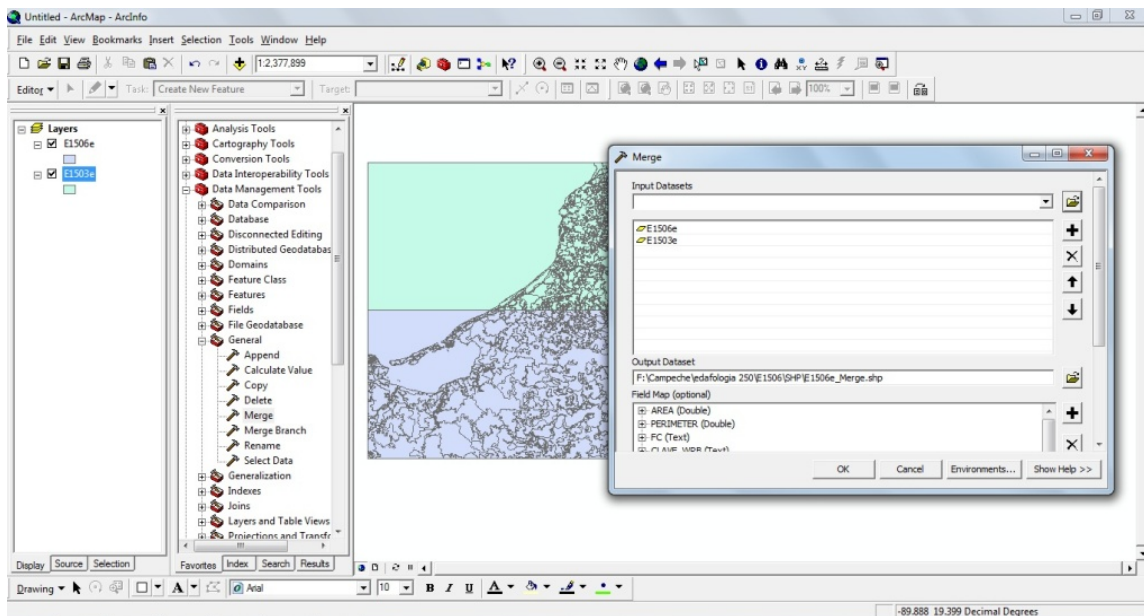 Untitled - ArcMap - ArcInfo
File Edit View Bookmarks Insert Selection Tools Window Help
1:2,377,899
Editor Task: Create New Feature Target:
100%
Layers
E1506e
E1503e
Display Source Selection
Analysis Tools
Cartography Tools
Conversion Tools
Data Interoperability Tools
Data Management Tools
Data Comparison
Database
Disconnected Editing
Distributed Geodatabas
Domains
Feature Class
Features
Fields
File Geodatabase
General
Append
Calculate Value
Copy
Delete
Merge
Merge Branch
Rename
Select Data
Generalization
Indexes
Joins
Layers and Table Views
Projections and Transfc
Favorites Index Search Results
Merge
Input Datasets
E1506e
E1503e
Output Dataset
F:\Campeche\edafologia 250\E1506\SHP\E1506e_Merge.shp
Field Map (optional)
AREA (Double)
PERIMETER (Double)
FC (Text)
CLAVE_WRB (Text)
OK Cancel Environments... Show Help >>
Drawing A Arial 10 B I U A
-89.888 19.399 Decimal Degrees